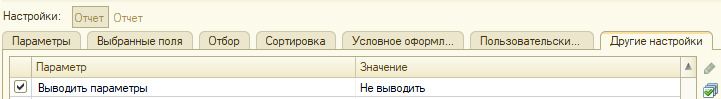 Настройки: Отчет Отчет
Параметры Выбранные поля Отбор Сортировка Условное оформл... Пользовательски... Другие настройки
Параметр Значение
Выводить параметры Не выводить